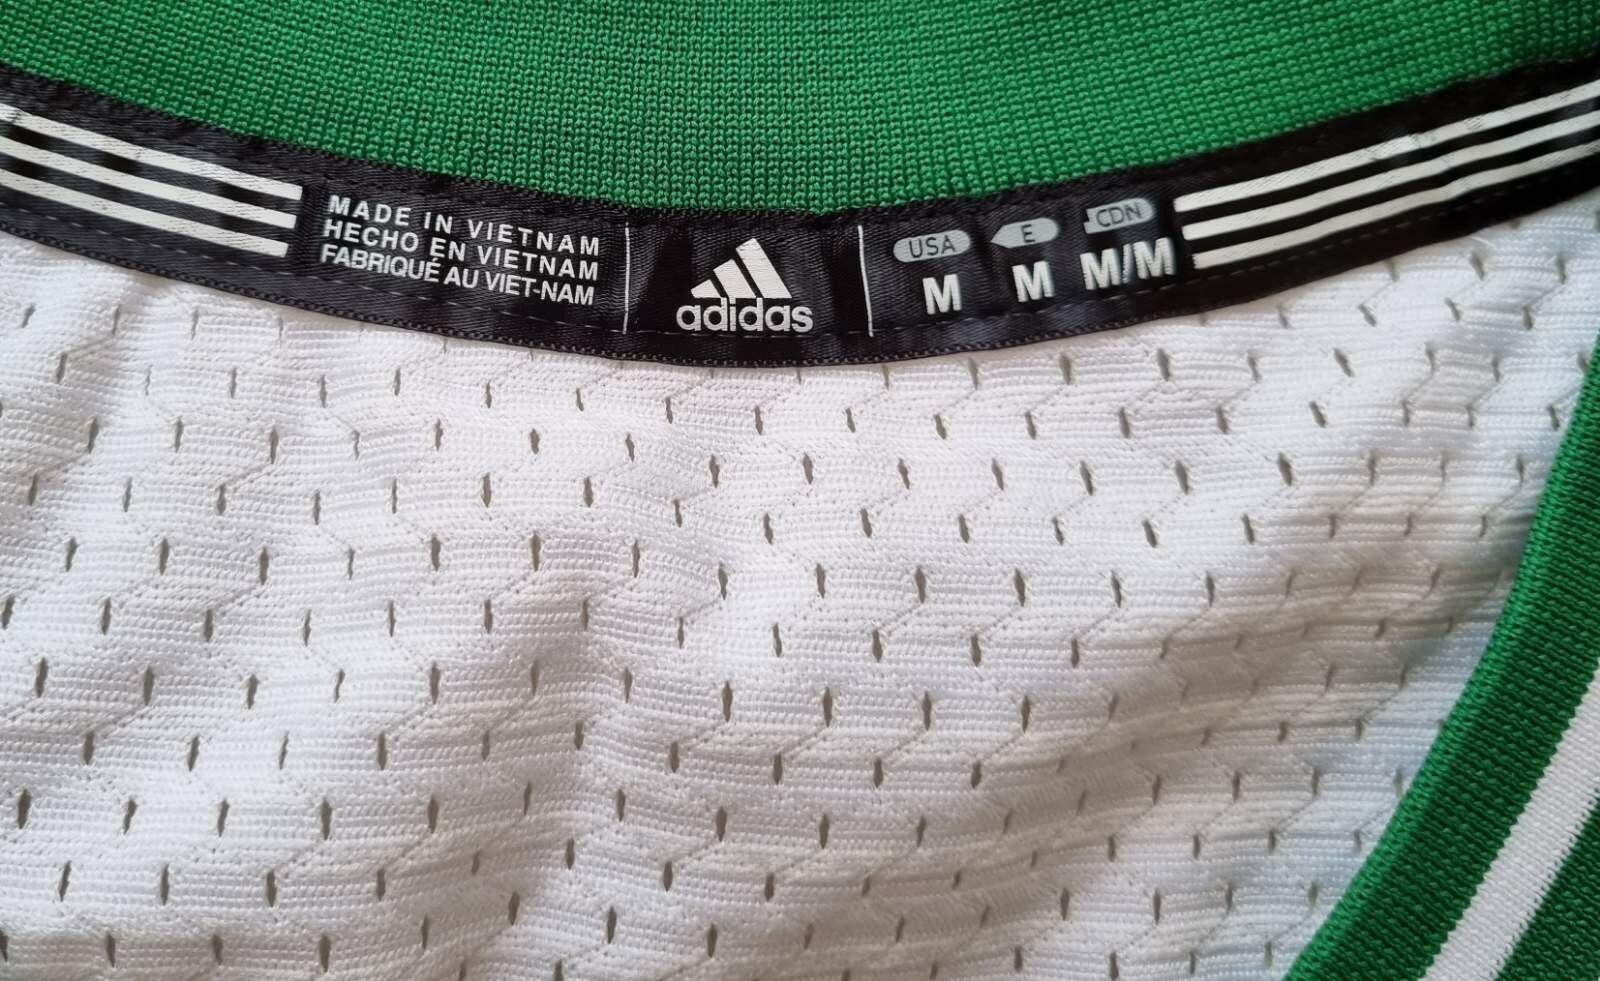 MADE IN VIETNAM
HECHO EN VIETNAM
FABRIQUÉ AU VIET-NAM
adidas
USA E CDN
M M M/M